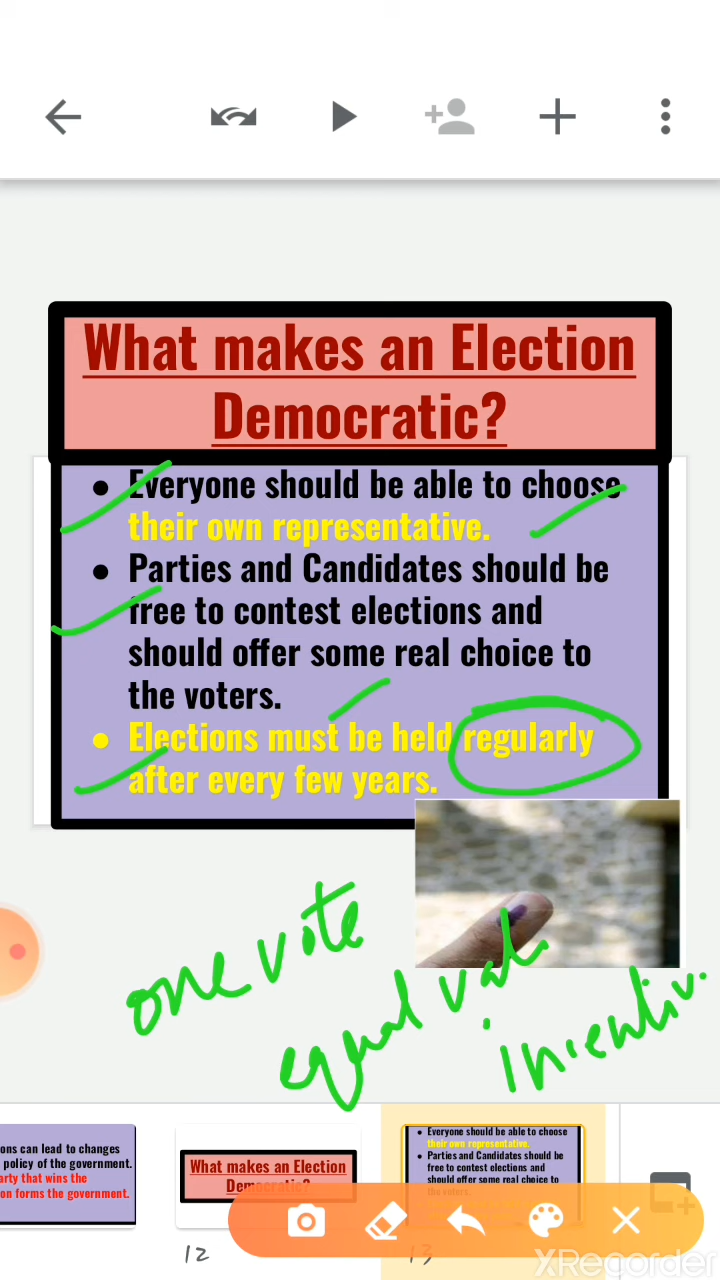 What makes an Election
Democratic?
● Everyone should be able to choose
their own representative.
● Parties and Candidates should be
free to contest elections and
should offer some real choice to
the voters.
● Elections must be held regularly
after every few years.
one vote
equal val
ons can lead to changes
policy of the government.
arty that wins the
on forms the government.
What makes an Election
Democratic?
● Everyone should be able to choose
their own representative.
● Parties and Candidates should be
free to contest elections and
should offer some real choice to
the voters.
12
13
XRecorder